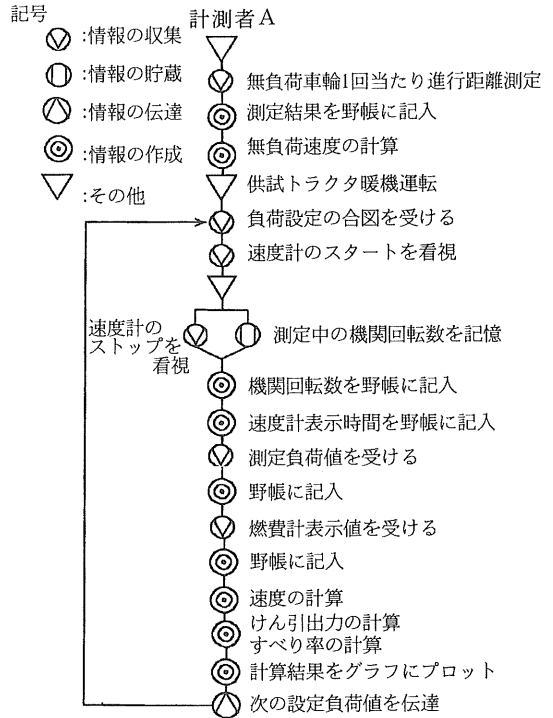 記号
:情報の収集
:情報の貯蔵
:情報の伝達
:情報の作成
:その他
計測者A
無負荷車輪1回当たり進行距離測定
測定結果を野帳に記入
無負荷速度の計算
供試トラクタ暖機運転
負荷設定の合図を受ける
速度計のスタートを看視
速度計の
ストップを
看視
測定中の機関回転数を記憶
機関回転数を野帳に記入
速度計表示時間を野帳に記入
測定負荷値を受ける
野帳に記入
燃費計表示値を受ける
野帳に記入
速度の計算
けん引出力の計算
すべり率の計算
計算結果をグラフにプロット
次の設定負荷値を伝達